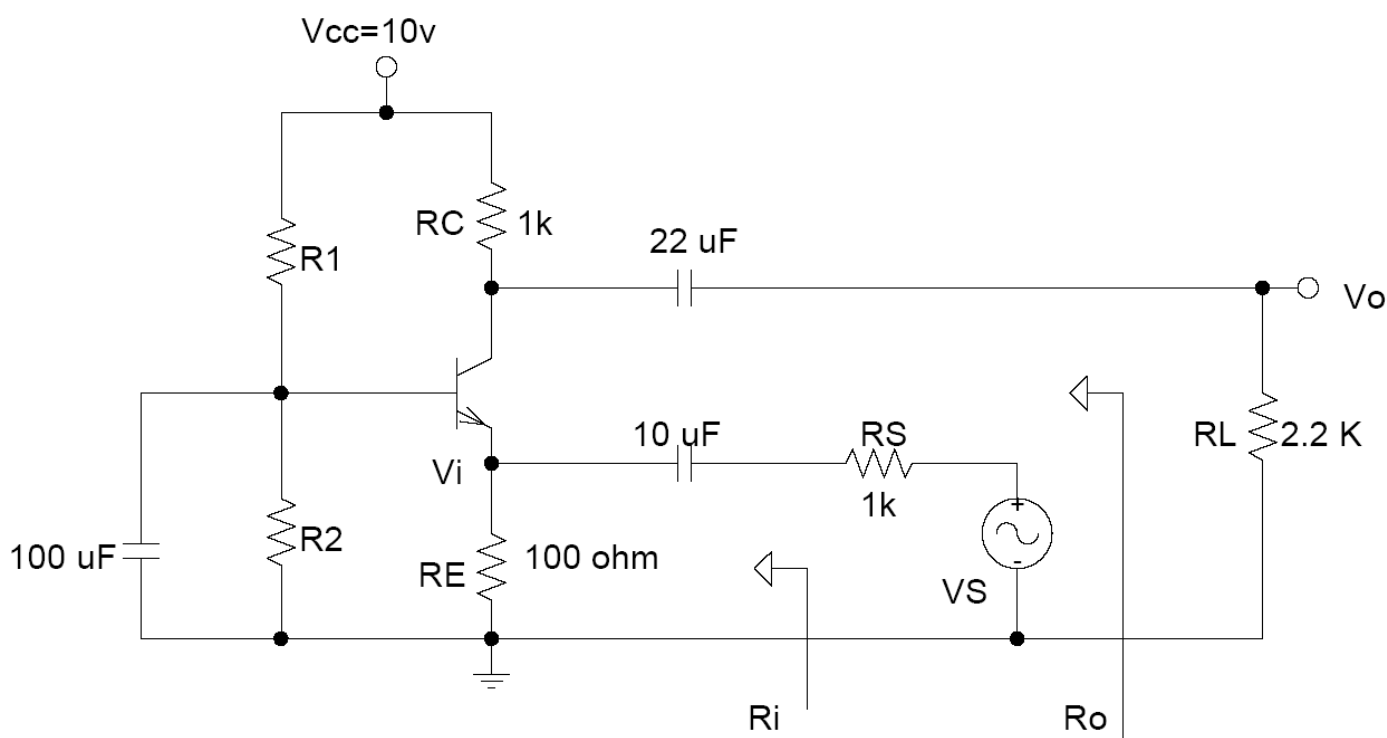 Vcc=10v
RC 1k
22 uF
R1
Vo
10 uF
RS
RL 2.2 K
Vi
1k
+
R2
100 uF
RE 100 ohm
-
VS
Ri
Ro